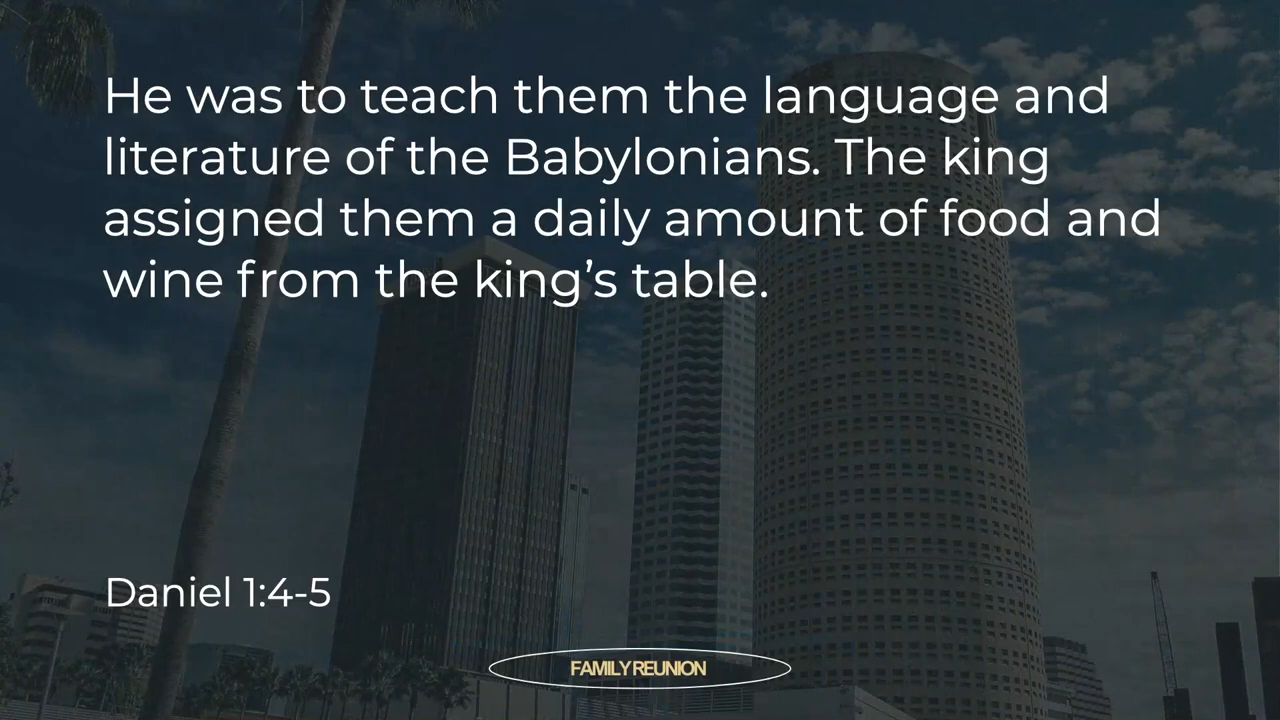 He was to teach them the language and
literature of the Babylonians. The king
assigned them a daily amount of food and
wine from the king’s table.
Daniel 1:4-5
FAMILY REUNION